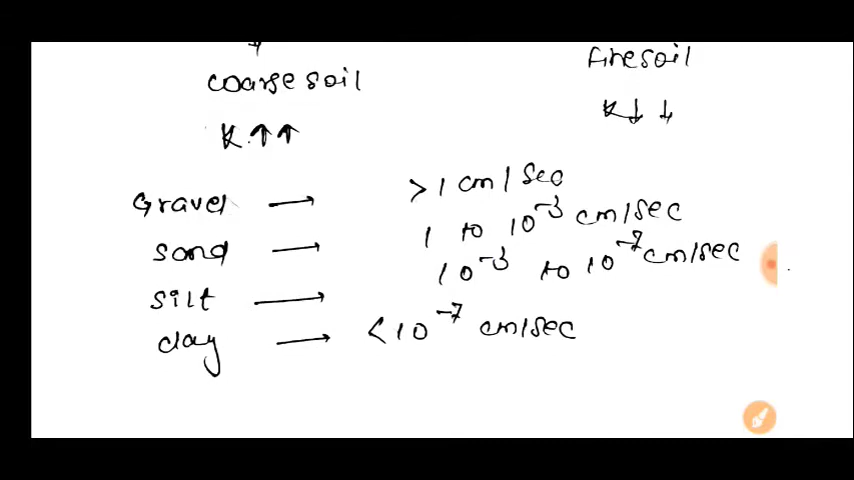 coarse soil
fine soil
K ↑↑
K ↓ ↓
Gravel → > 1 cm/sec
sand → 1 to 10⁻³ cm/sec
silt → 10⁻³ to 10⁻⁷ cm/sec
clay → < 10⁻⁷ cm/sec